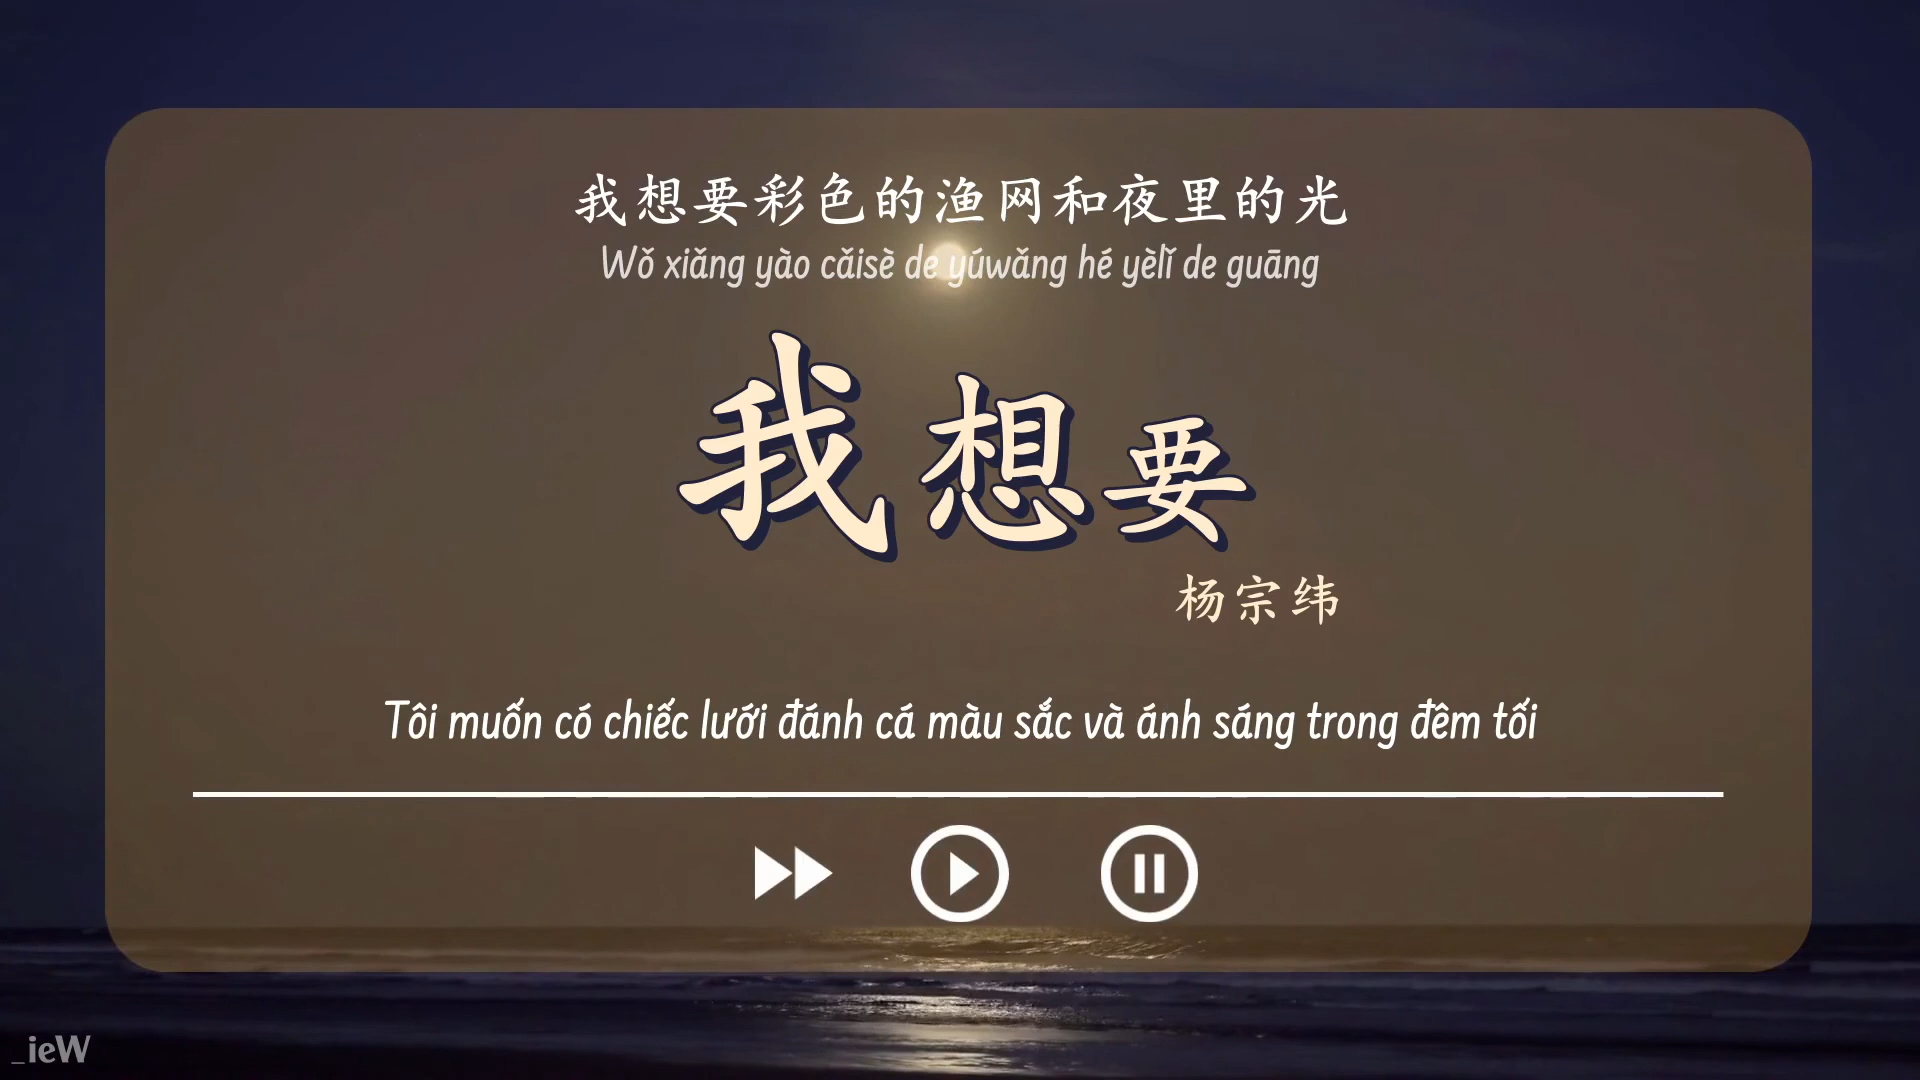 我想要彩色的渔网和夜里的光
Wǒ xiǎng yào cǎisè de yúwǎng hé yèlǐ de guāng
我想要
杨宗纬
Tôi muốn có chiếc lưới đánh cá màu sắc và ánh sáng trong đêm tối
_ieW